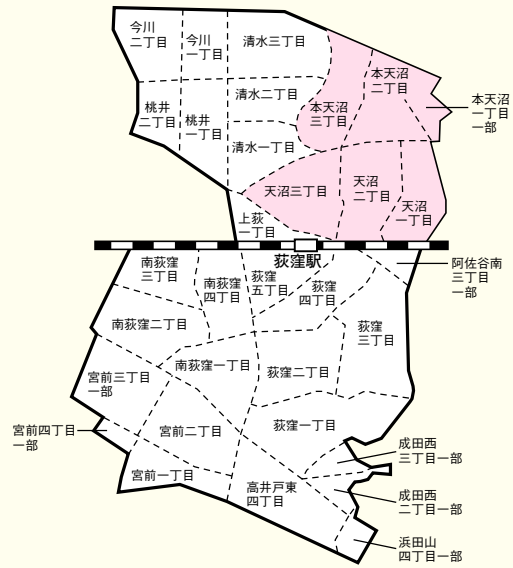 今川
二丁目
今川
一丁目
清水三丁目
本天沼
二丁目
清水二丁目
本天沼
三丁目
本天沼
一丁目
一部
桃井
二丁目
桃井
一丁目
清水一丁目
天沼三丁目
天沼
二丁目
天沼
一丁目
上荻
一丁目
荻窪駅
南荻窪
三丁目
南荻窪
四丁目
荻窪
五丁目
荻窪
四丁目
阿佐谷南
三丁目
一部
南荻窪二丁目
荻窪
三丁目
南荻窪一丁目
荻窪二丁目
宮前三丁目
一部
宮前四丁目
一部
宮前二丁目
荻窪一丁目
成田西
三丁目一部
宮前一丁目
高井戸東
四丁目
成田西
二丁目一部
浜田山
四丁目一部